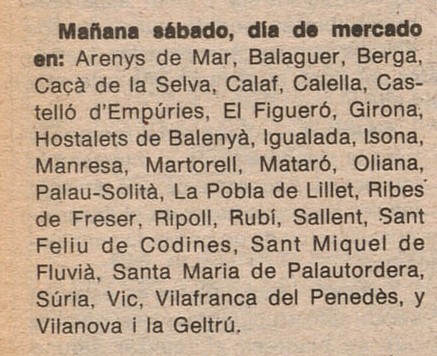 Mañana sábado, día de mercado
en: Arenys de Mar, Balaguer, Berga,
Caçà de la Selva, Calaf, Calella, Cas-
telló d'Empúries, El Figueró, Girona,
Hostalets de Balenyà, Igualada, Isona,
Manresa, Martorell, Mataró, Oliana,
Palau-Solità, La Pobla de Lillet, Ribes
de Freser, Ripoll, Rubí, Sallent, Sant
Feliu de Codines, Sant Miquel de
Fluvià, Santa Maria de Palautordera,
Súria, Vic, Vilafranca del Penedès, y
Vilanova i la Geltrú.